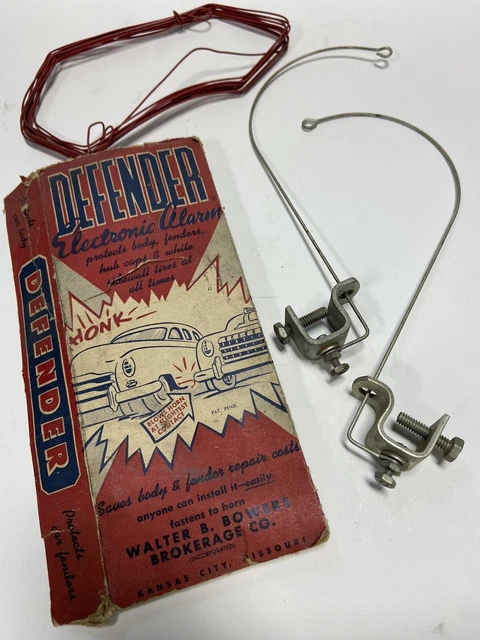 DEFENDER
Electronic Alarm
protects body, fenders,
hub caps & white
sidewall tires at
all times
HONK
BLOWS HORN
AT SLIGHTEST
CONTACT
PAT. PEND.
Saves body & fender repair costs
anyone can install it—easily
fastens to horn
WALTER B. BOWERS
BROKERAGE CO.
(INCORPORATED)
KANSAS CITY, MISSOURI
car body
DEFENDER
Protects
car fenders